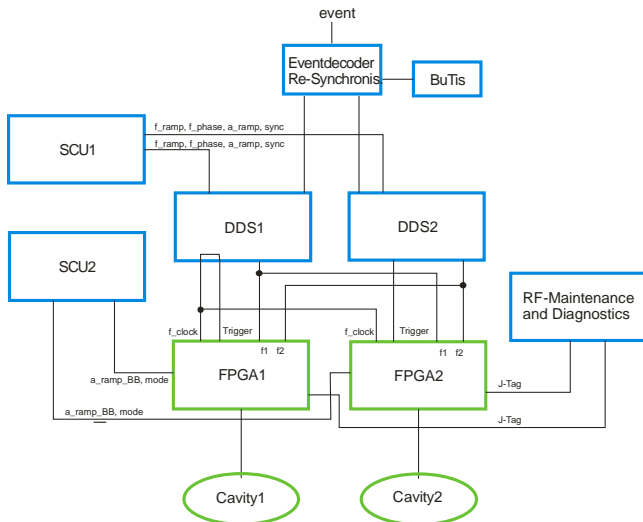 event
Eventdecoder
Re-Synchronis.
BuTis
f_ramp, f_phase, a_ramp, sync
f_ramp, f_phase, a_ramp, sync
SCU1
DDS1
DDS2
SCU2
RF-Maintenance
and Diagnostics
f_clock
Trigger
f1 f2
f_clock
Trigger
f1 f2
FPGA1
FPGA2
a_ramp_BB, mode
J-Tag
a_ramp_BB, mode
J-Tag
Cavity1
Cavity2